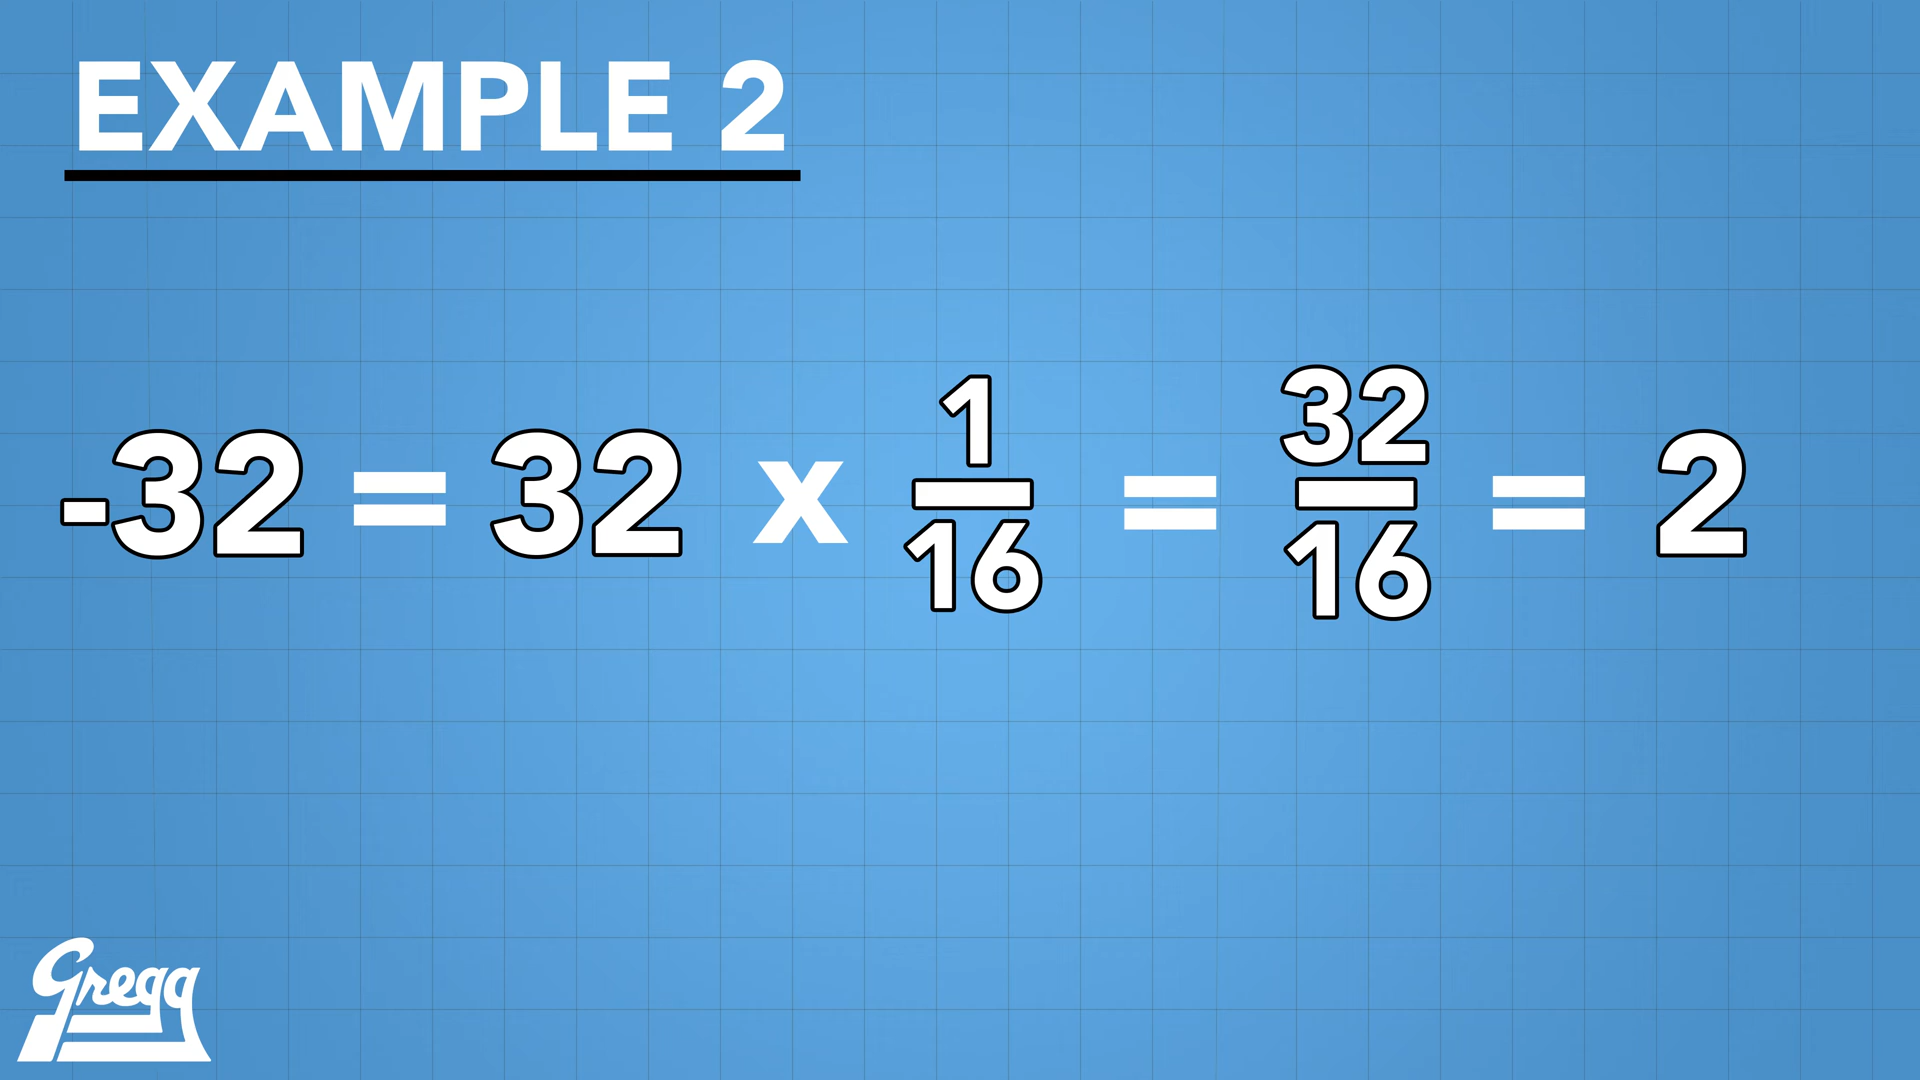 EXAMPLE 2
-32 = 32 x 1/16 = 32/16 = 2
Gregg